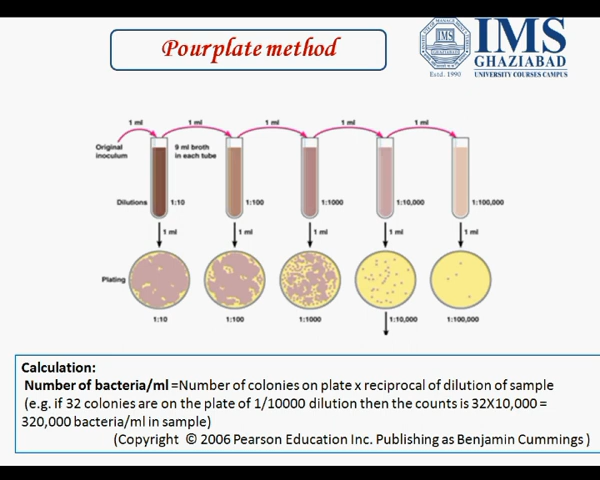 Pourplate method
IMS
GHAZIABAD
Estd. 1990
UNIVERSITY COURSES CAMPUS
1 ml 1 ml 1 ml 1 ml 1 ml
Original
inoculum
9 ml broth
in each tube
Dilutions 1:10 1:100 1:1000 1:10,000 1:100,000
1 ml 1 ml 1 ml 1 ml 1 ml
Plating
1:10 1:100 1:1000 1:10,000 1:100,000
Calculation:
Number of bacteria/ml =Number of colonies on plate x reciprocal of dilution of sample
(e.g. if 32 colonies are on the plate of 1/10000 dilution then the counts is 32X10,000 =
320,000 bacteria/ml in sample)
(Copyright © 2006 Pearson Education Inc. Publishing as Benjamin Cummings )